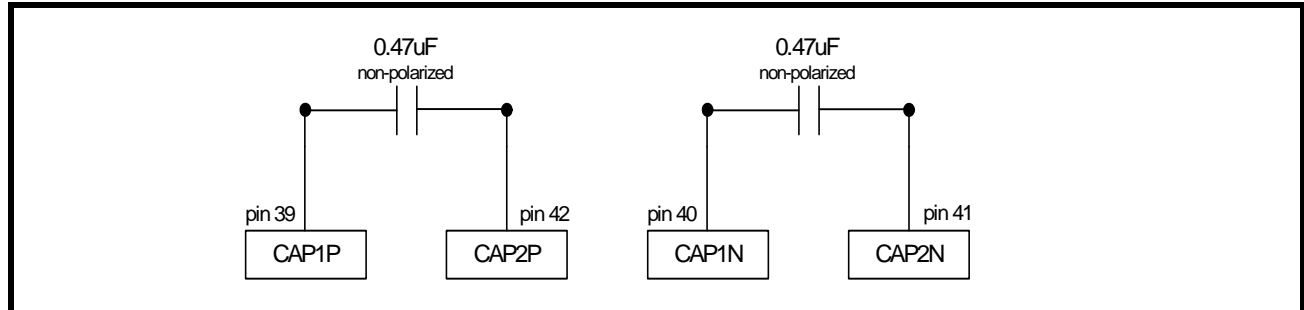 0.47uF
non-polarized
0.47uF
non-polarized
pin 39
pin 42
pin 40
pin 41
CAP1P
CAP2P
CAP1N
CAP2N